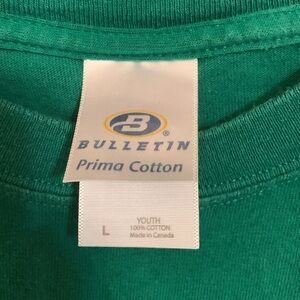 B ®
BULLETIN
Prima Cotton
YOUTH
L 100% COTTON
Made in Canada